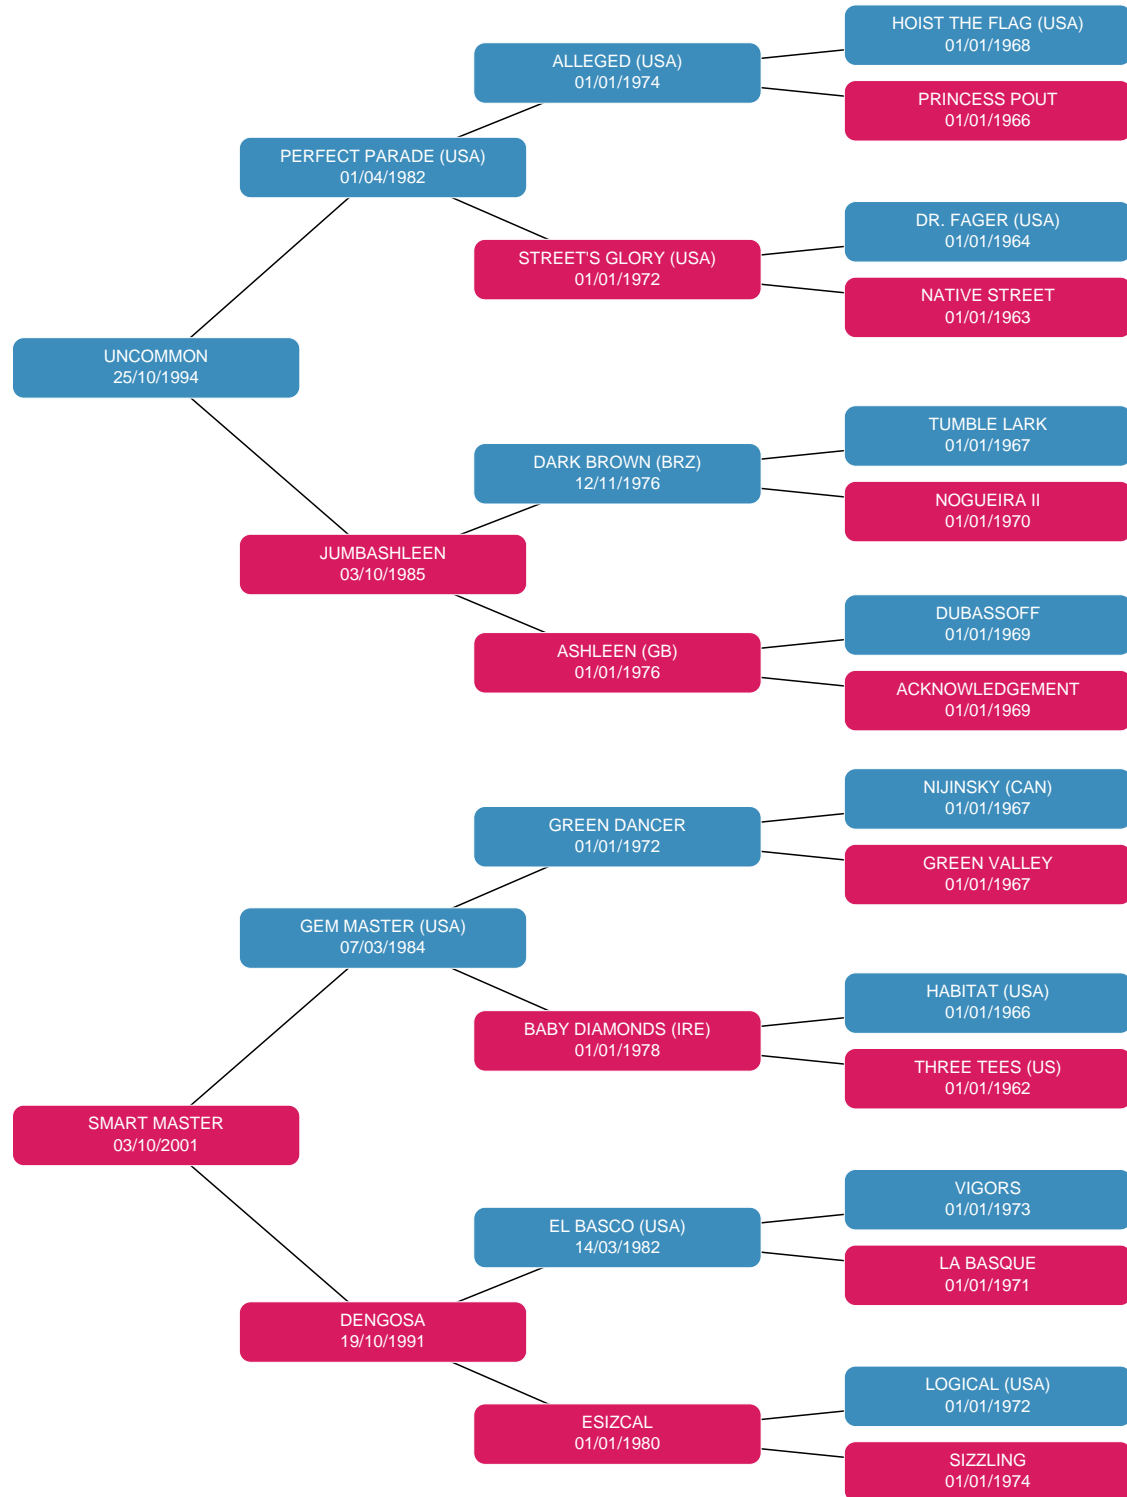 HOIST THE FLAG (USA)
01/01/1968
ALLEGED (USA)
01/01/1974
PRINCESS POUT
01/01/1966
PERFECT PARADE (USA)
01/04/1982
DR. FAGER (USA)
01/01/1964
STREET'S GLORY (USA)
01/01/1972
NATIVE STREET
01/01/1963
UNCOMMON
25/10/1994
TUMBLE LARK
01/01/1967
DARK BROWN (BRZ)
12/11/1976
NOGUEIRA II
01/01/1970
JUMBASHLEEN
03/10/1985
DUBASSOFF
01/01/1969
ASHLEEN (GB)
01/01/1976
ACKNOWLEDGEMENT
01/01/1969
NIJINSKY (CAN)
01/01/1967
GREEN DANCER
01/01/1972
GREEN VALLEY
01/01/1967
GEM MASTER (USA)
07/03/1984
HABITAT (USA)
01/01/1966
BABY DIAMONDS (IRE)
01/01/1978
THREE TEES (US)
01/01/1962
SMART MASTER
03/10/2001
VIGORS
01/01/1973
EL BASCO (USA)
14/03/1982
LA BASQUE
01/01/1971
DENGOSA
19/10/1991
LOGICAL (USA)
01/01/1972
ESIZCAL
01/01/1980
SIZZLING
01/01/1974